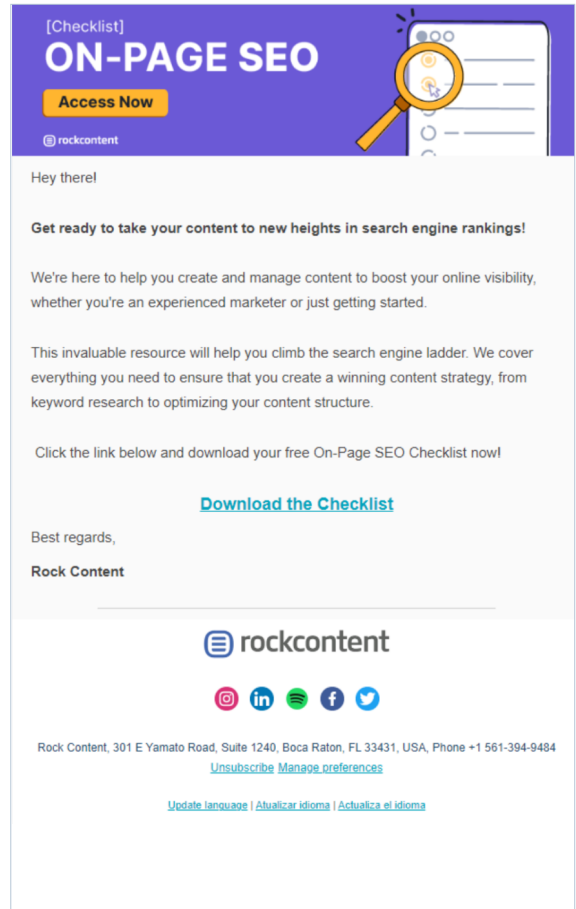 [Checklist]
ON-PAGE SEO
Access Now
rockcontent
Hey there!
Get ready to take your content to new heights in search engine rankings!
We're here to help you create and manage content to boost your online visibility,
whether you're an experienced marketer or just getting started.
This invaluable resource will help you climb the search engine ladder. We cover
everything you need to ensure that you create a winning content strategy, from
keyword research to optimizing your content structure.
Click the link below and download your free On-Page SEO Checklist now!
Download the Checklist
Best regards,
Rock Content
rockcontent
in f
Rock Content, 301 E Yamato Road, Suite 1240, Boca Raton, FL 33431, USA, Phone +1 561-394-9484
Unsubscribe Manage preferences
Update language | Atualizar idioma | Actualiza el idioma